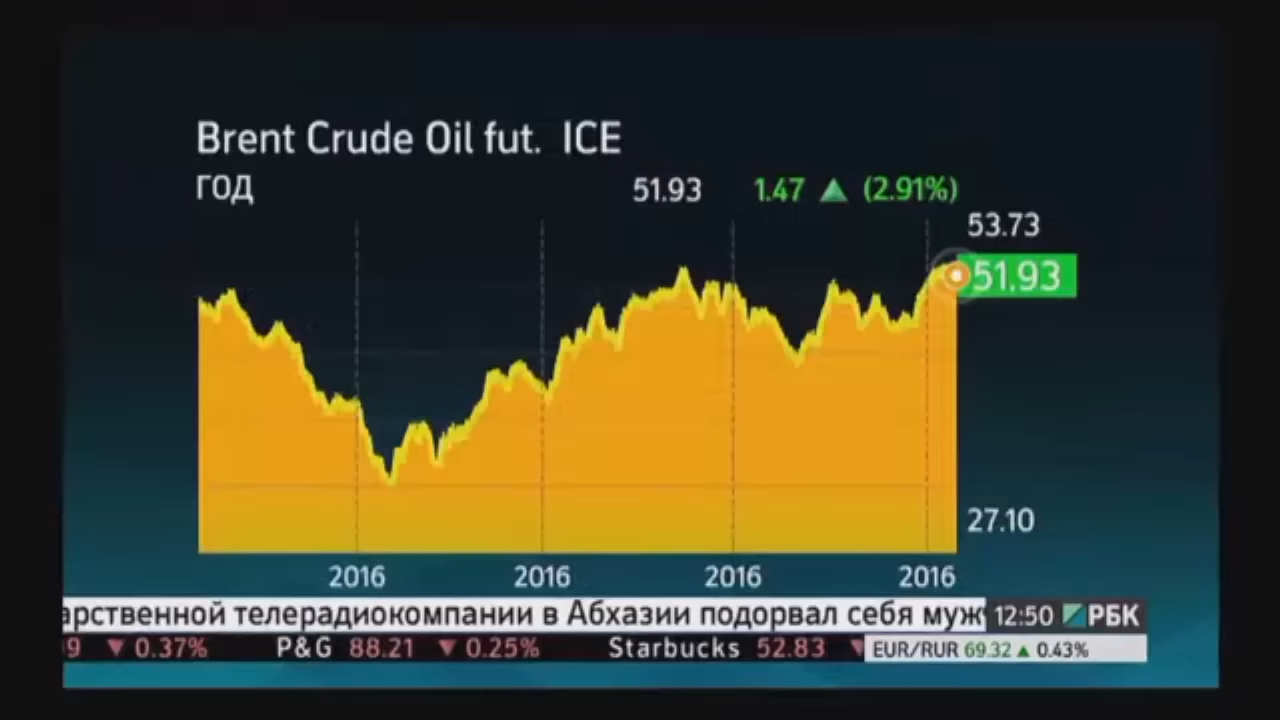 Brent Crude Oil fut. ICE
год
51.93 1.47 ▲ (2.91%)
53.73
51.93
27.10
2016 2016 2016 2016
телерадиокомпании в Абхазии подорвал себя
12:50 РБК
9 ▼ 0.37% P&G 88.21 ▼ 0.25% Starbucks 52.83 ▼
EUR/RUR 69.32 ▲ 0.43%